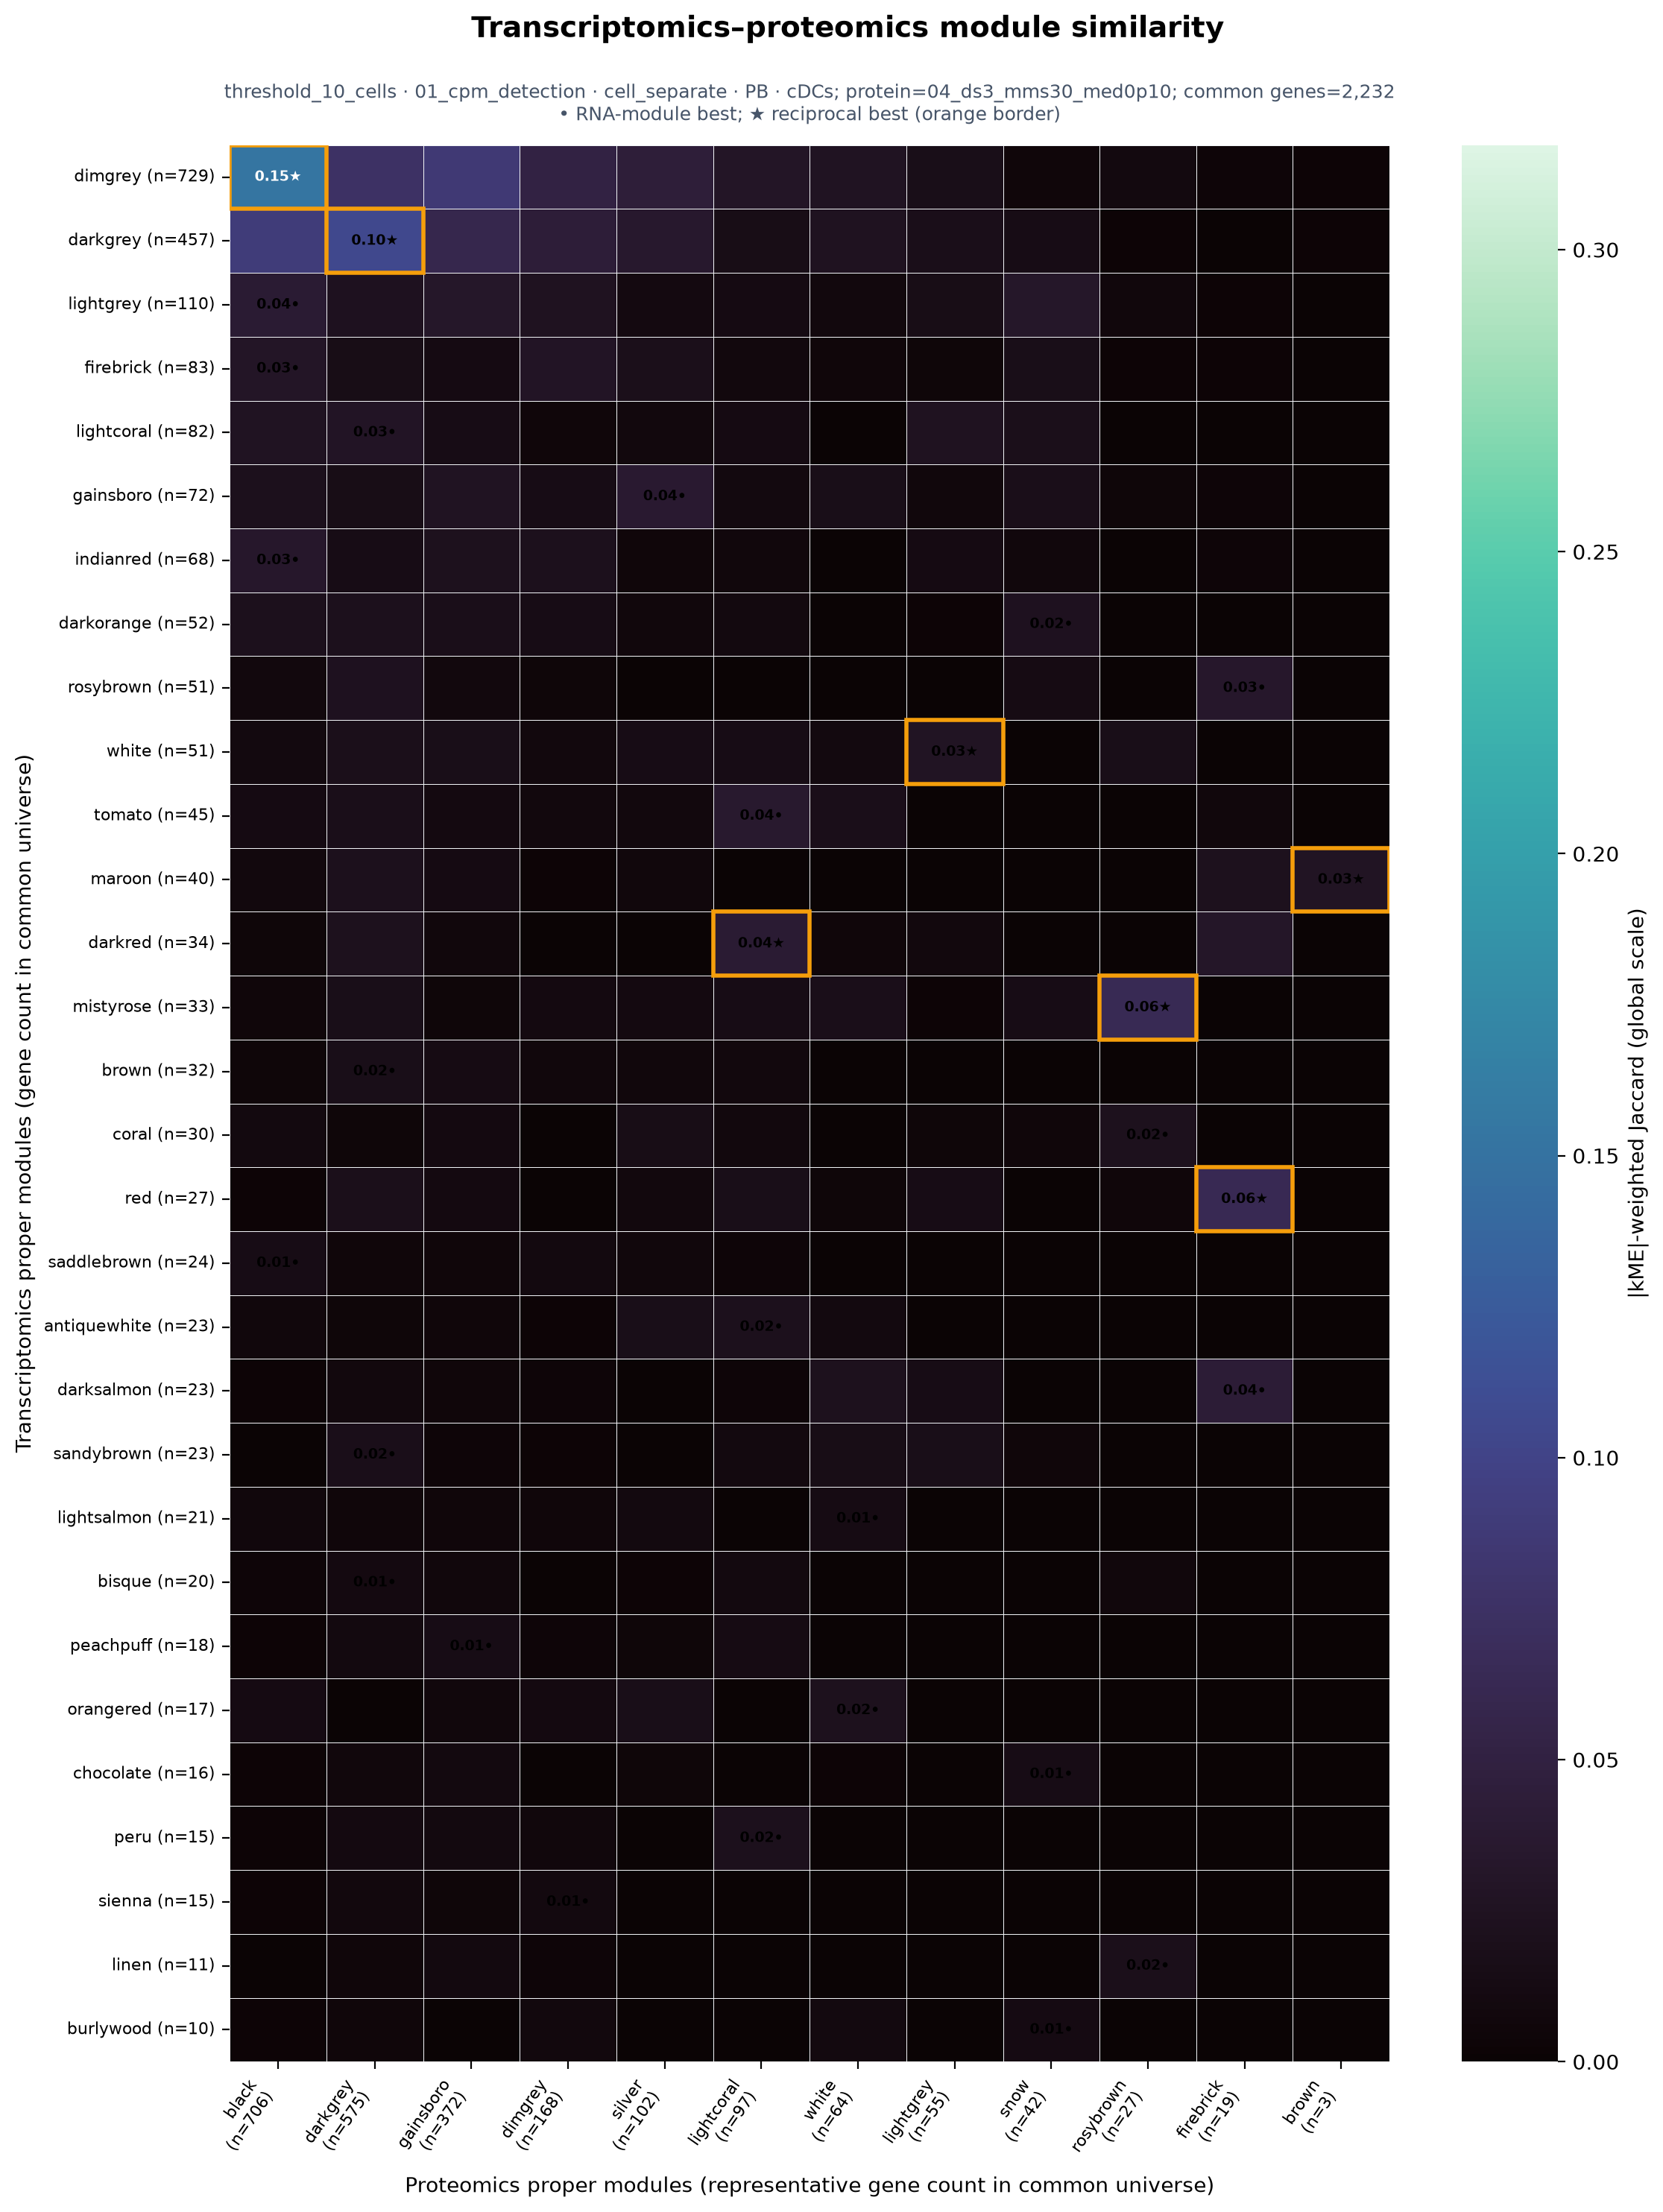 Transcriptomics–proteomics module similarity
threshold_10_cells · 01_cpm_detection · cell_separate · PB · cDCs; protein=04_ds3_mms30_med0p10; common genes=2,232
• RNA-module best; ★ reciprocal best (orange border)
Transcriptomics proper modules (gene count in common universe)
dimgrey (n=729)
0.15★
darkgrey (n=457)
0.10★
lightgrey (n=110)
0.04•
firebrick (n=83)
0.03•
lightcoral (n=82)
0.03•
gainsboro (n=72)
0.04•
indianred (n=68)
0.03•
darkorange (n=52)
0.02•
rosybrown (n=51)
0.03•
white (n=51)
0.03★
tomato (n=45)
0.04•
maroon (n=40)
0.03★
darkred (n=34)
0.04★
mistyrose (n=33)
0.06★
brown (n=32)
0.02•
coral (n=30)
0.02•
red (n=27)
0.06★
saddlebrown (n=24)
0.01•
antiquewhite (n=23)
0.02•
darksalmon (n=23)
0.04•
sandybrown (n=23)
0.02•
lightsalmon (n=21)
0.01•
bisque (n=20)
0.01•
peachpuff (n=18)
0.01•
orangered (n=17)
0.02•
chocolate (n=16)
0.01•
peru (n=15)
0.02•
sienna (n=15)
0.01•
linen (n=11)
0.02•
burlywood (n=10)
0.01•
black
(n=706)
darkgrey
(n=575)
gainsboro
(n=372)
dimgrey
(n=168)
silver
(n=102)
lightcoral
(n=97)
white
(n=64)
lightgrey
(n=55)
snow
(n=42)
rosybrown
(n=27)
firebrick
(n=19)
brown
(n=3)
Proteomics proper modules (representative gene count in common universe)
0.30
0.25
0.20
0.15
0.10
0.05
0.00
|kME|-weighted Jaccard (global scale)